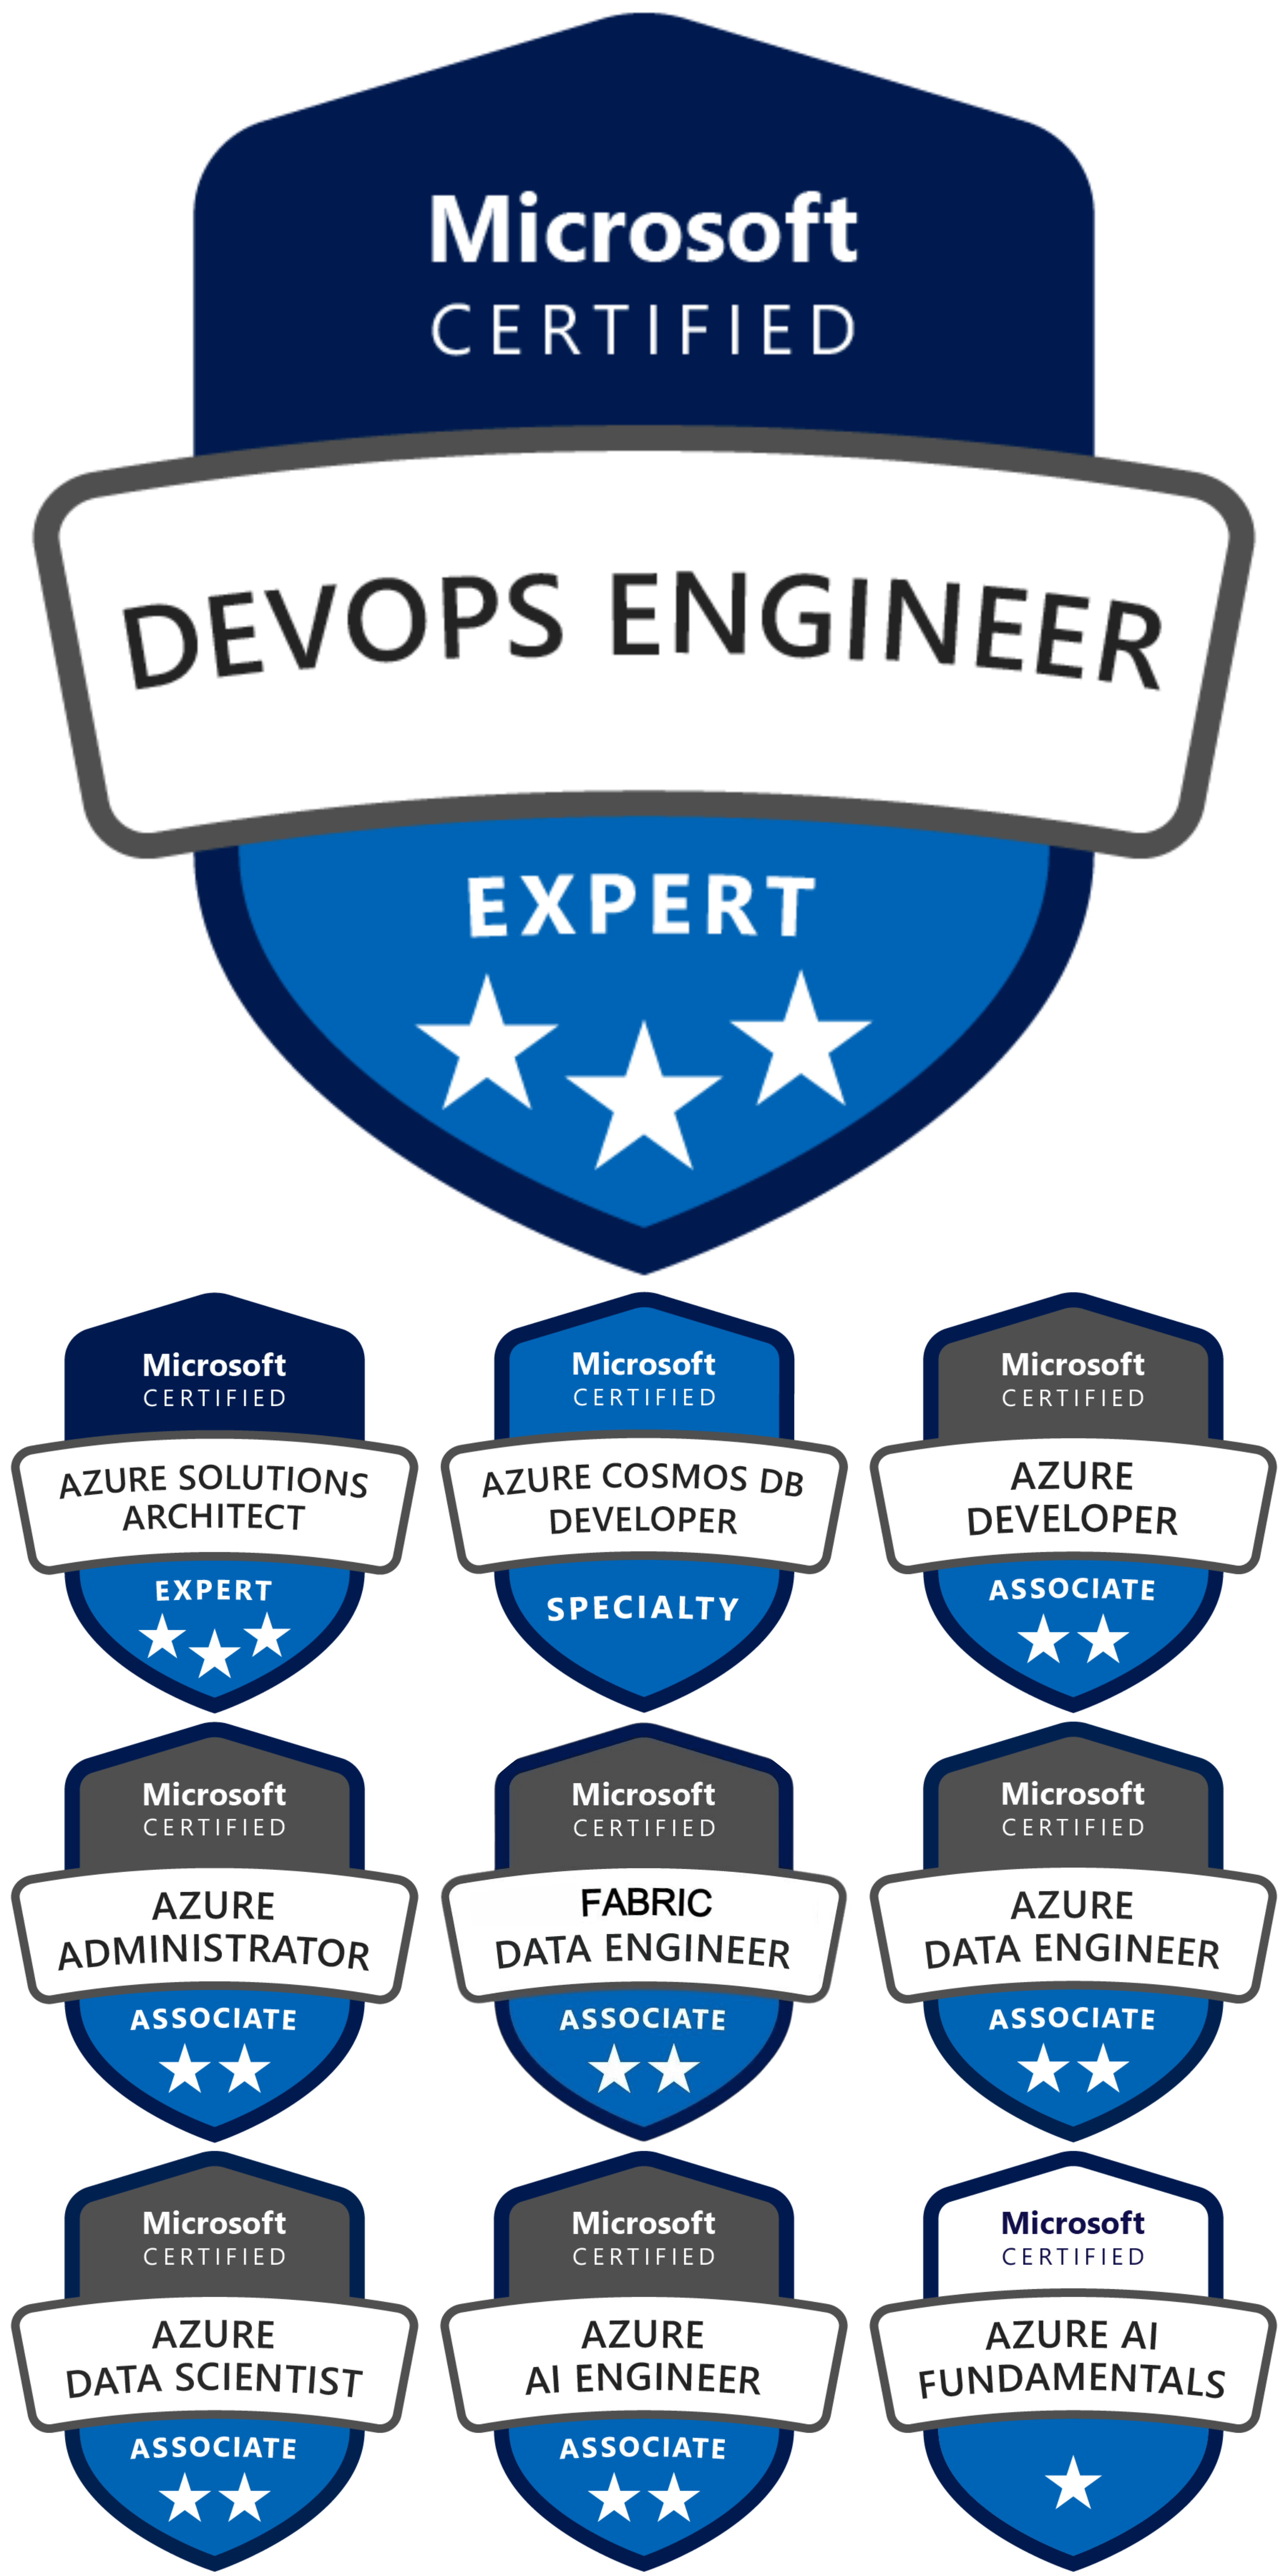 Microsoft
CERTIFIED
DEVOPS ENGINEER
EXPERT
Microsoft
CERTIFIED
AZURE SOLUTIONS
ARCHITECT
EXPERT
Microsoft
CERTIFIED
AZURE COSMOS DB
DEVELOPER
SPECIALTY
Microsoft
CERTIFIED
AZURE
DEVELOPER
ASSOCIATE
Microsoft
CERTIFIED
AZURE
ADMINISTRATOR
ASSOCIATE
Microsoft
CERTIFIED
FABRIC
DATA ENGINEER
ASSOCIATE
Microsoft
CERTIFIED
AZURE
DATA ENGINEER
ASSOCIATE
Microsoft
CERTIFIED
AZURE
DATA SCIENTIST
ASSOCIATE
Microsoft
CERTIFIED
AZURE
AI ENGINEER
ASSOCIATE
Microsoft
CERTIFIED
AZURE AI
FUNDAMENTALS